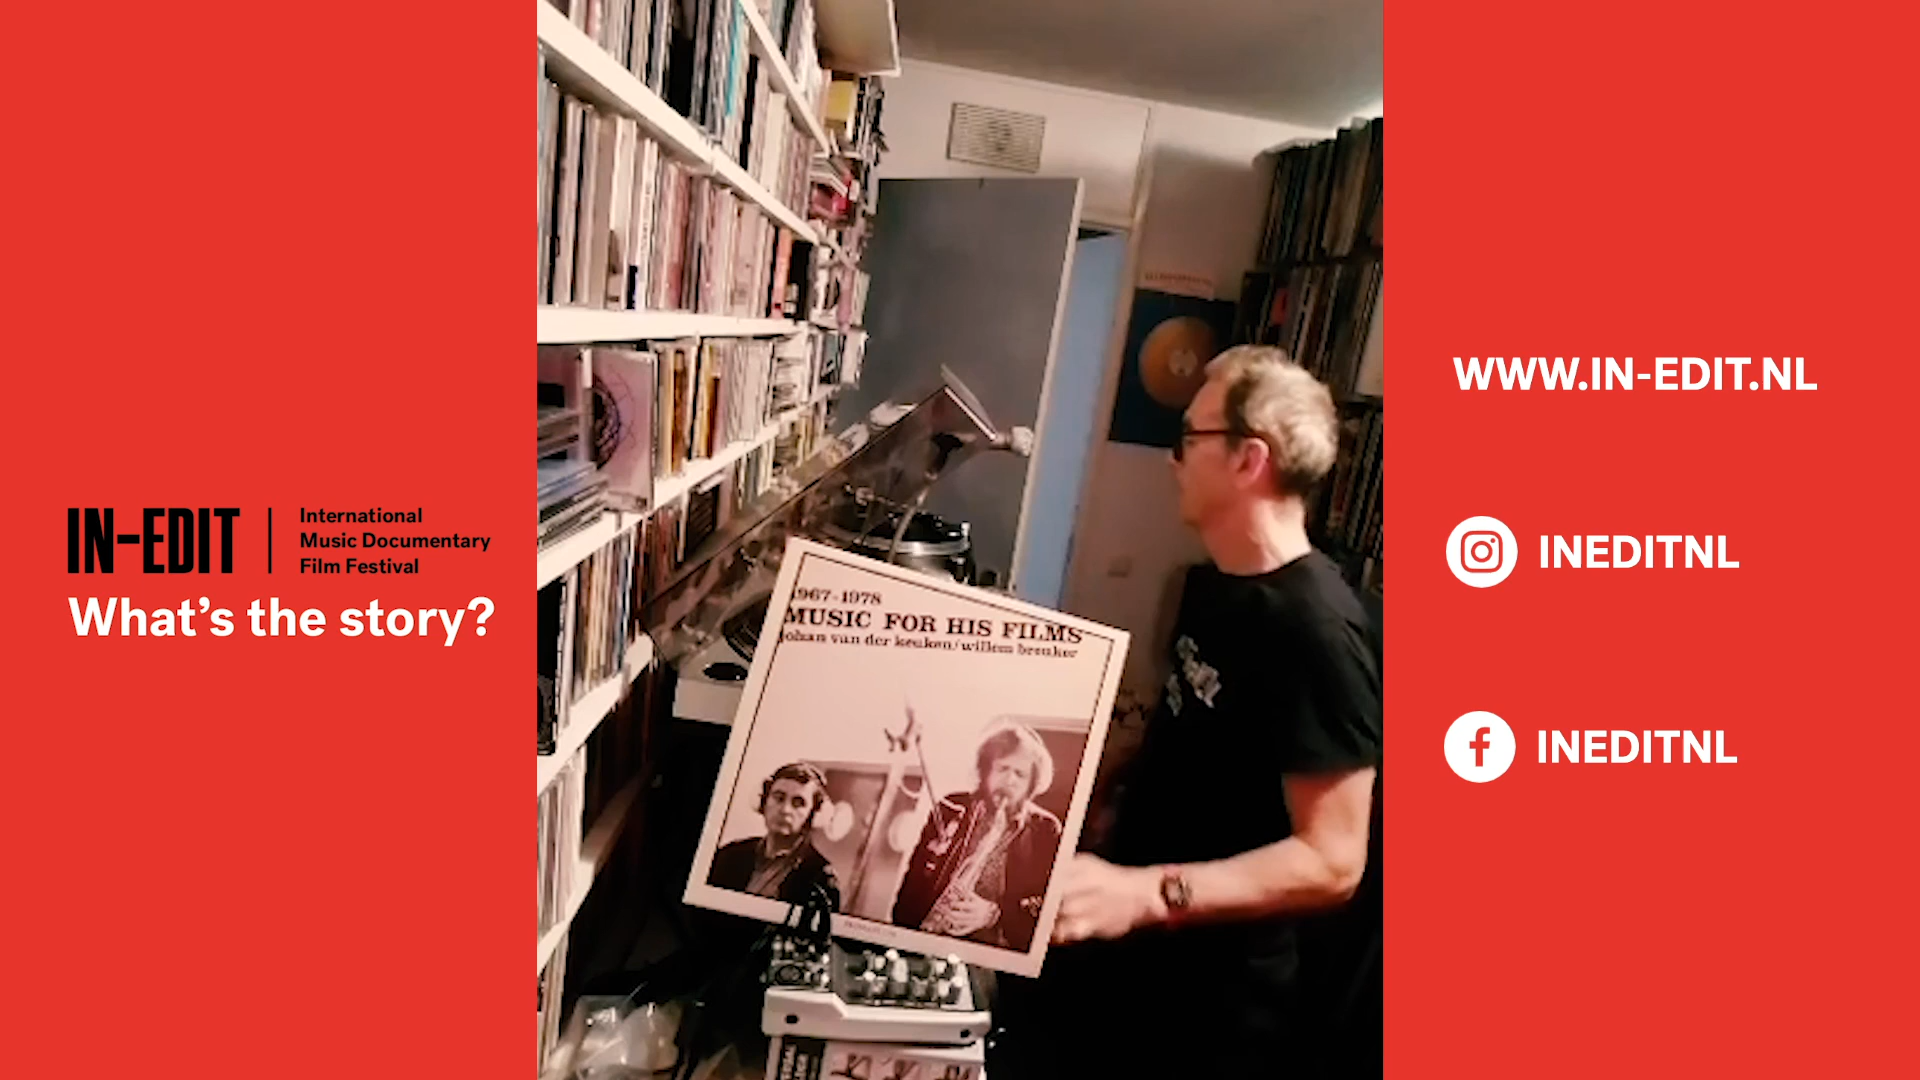 IN-EDIT
International
Music Documentary
Film Festival
What's the story?
1967-1978
MUSIC FOR HIS FILMS
johan van der keuken/willem breuker
WWW.IN-EDIT.NL
INEDITNL
INEDITNL